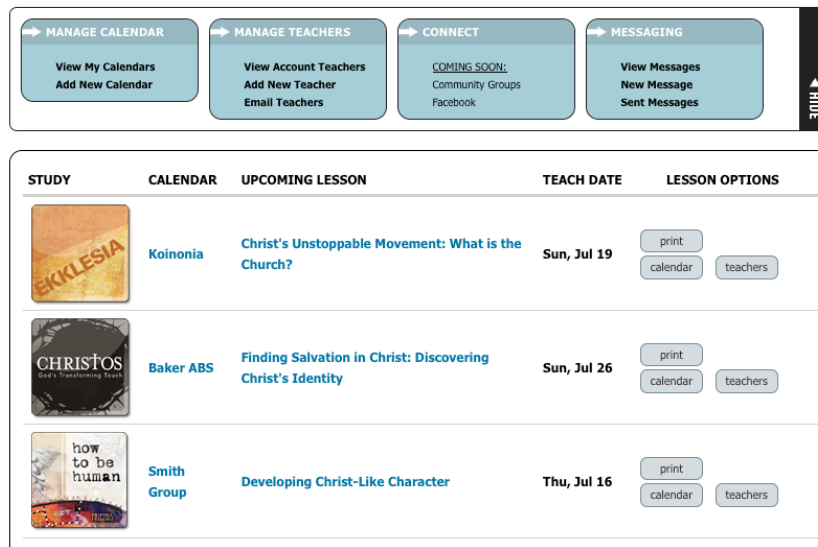 MANAGE CALENDAR
View My Calendars
Add New Calendar
MANAGE TEACHERS
View Account Teachers
Add New Teacher
Email Teachers
CONNECT
COMING SOON:
Community Groups
Facebook
MESSAGING
View Messages
New Message
Sent Messages
HIDE
STUDY CALENDAR UPCOMING LESSON TEACH DATE LESSON OPTIONS
EKKLESIA
Koinonia
Christ's Unstoppable Movement: What is the
Church?
Sun, Jul 19
print
calendar teachers
CHRISTOS
God's Transforming Touch
Baker ABS
Finding Salvation in Christ: Discovering
Christ's Identity
Sun, Jul 26
print
calendar teachers
how
to be
human
Smith
Group
Developing Christ-Like Character
Thu, Jul 16
print
calendar teachers